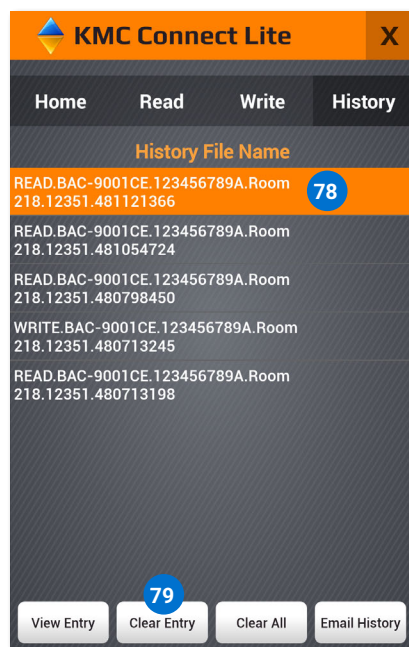 KMC Connect Lite X
Home Read Write History
History File Name
READ.BAC-9001CE.123456789A.Room
218.12351.481121366
78
READ.BAC-9001CE.123456789A.Room
218.12351.481054724
READ.BAC-9001CE.123456789A.Room
218.12351.480798450
WRITE.BAC-9001CE.123456789A.Room
218.12351.480713245
READ.BAC-9001CE.123456789A.Room
218.12351.480713198
79
View Entry Clear Entry Clear All Email History